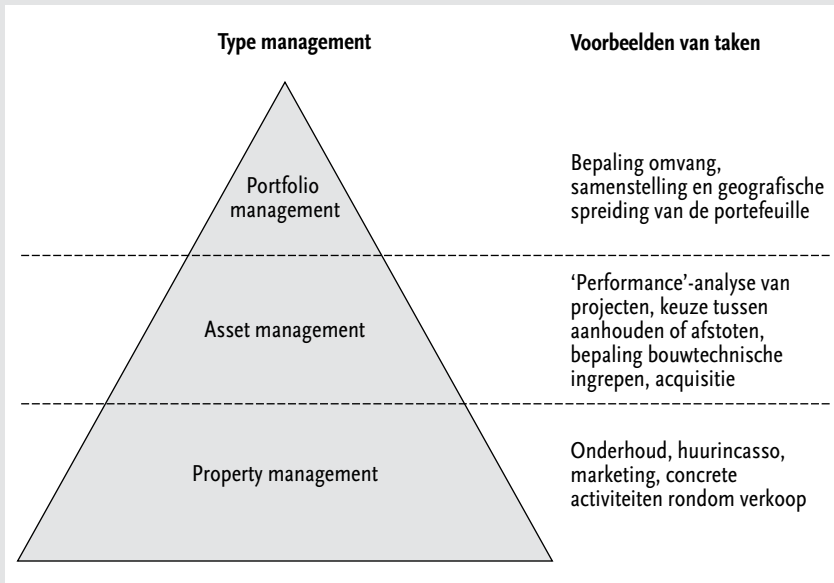 Type management
Voorbeelden van taken
Portfolio
management
Bepaling omvang,
samenstelling en geografische
spreiding van de portefeuille
Asset management
‘Performance’-analyse van
projecten, keuze tussen
aanhouden of afstoten,
bepaling bouwtechnische
ingrepen, acquisitie
Property management
Onderhoud, huurincasso,
marketing, concrete
activiteiten rondom verkoop